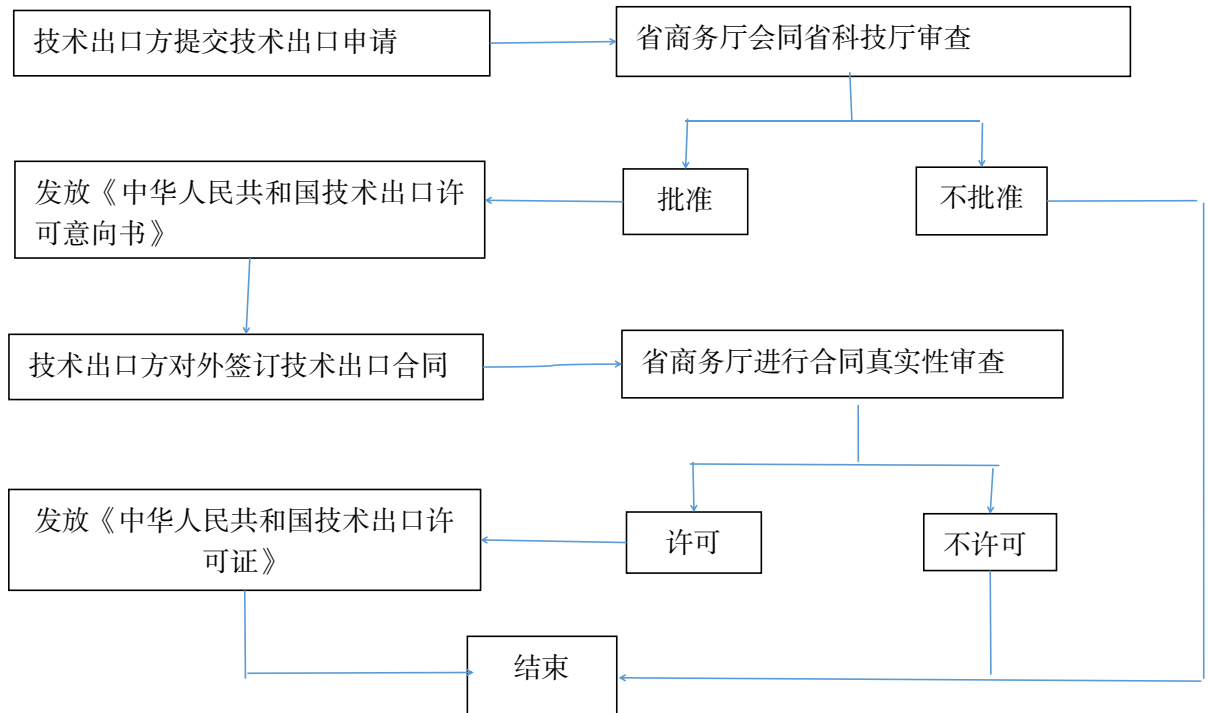 技术出口方提交技术出口申请
省商务厅会同省科技厅审查
批准
不批准
发放《中华人民共和国技术出口许
可意向书》
技术出口方对外签订技术出口合同
省商务厅进行合同真实性审查
许可
不许可
发放《中华人民共和国技术出口许
可证》
结束